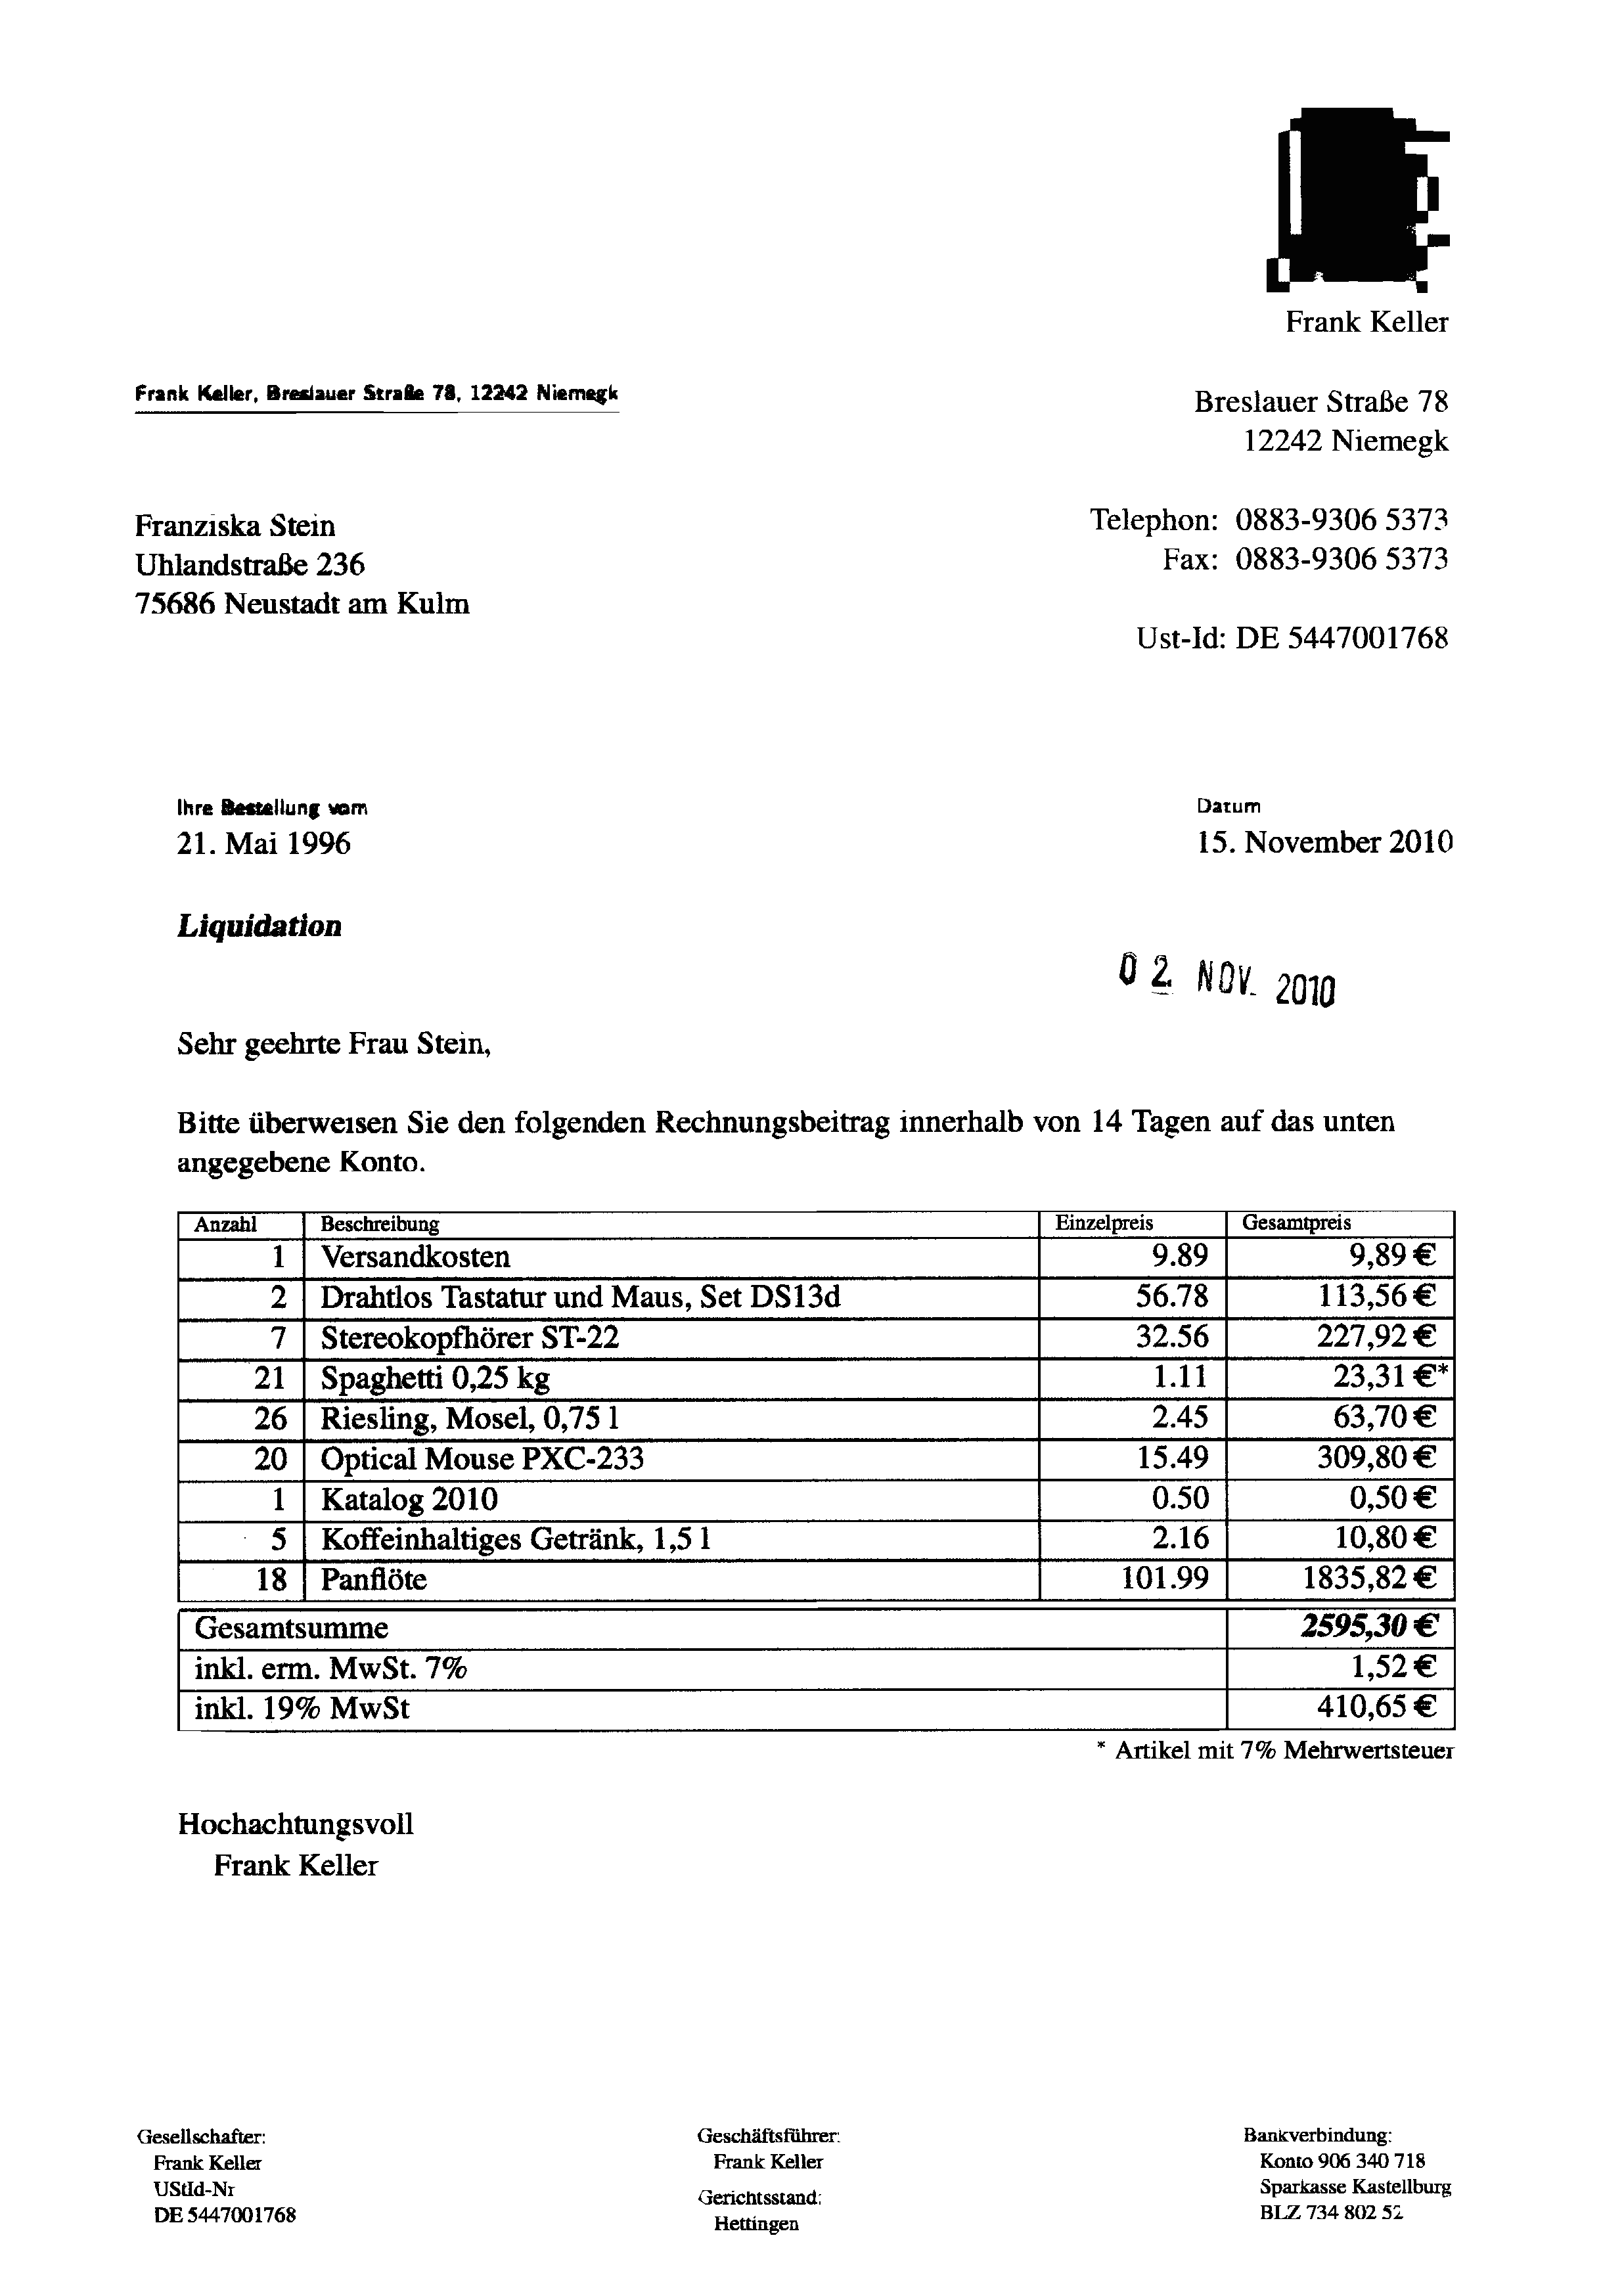 Frank Keller
Frank Keller, Breslauer Straße 78, 12242 Niemegk
Breslauer Straße 78
12242 Niemegk
Franziska Stein
Uhlandstraße 236
75686 Neustadt am Kulm
Telephon: 0883-9306 5373
Fax: 0883-9306 5373
Ust-Id: DE 5447001768
Ihre Bestellung vom
21. Mai 1996
Datum
15. November 2010
Liquidation
02 NOV. 2010
Sehr geehrte Frau Stein,
Bitte überweisen Sie den folgenden Rechnungsbeitrag innerhalb von 14 Tagen auf das unten
angegebene Konto.
Anzahl Beschreibung Einzelpreis Gesamtpreis
1 Versandkosten 9.89 9,89 €
2 Drahtlos Tastatur und Maus, Set DS13d 56.78 113,56 €
7 Stereokopfhörer ST-22 32.56 227,92 €
21 Spaghetti 0,25 kg 1.11 23,31 €*
26 Riesling, Mosel, 0,75 l 2.45 63,70 €
20 Optical Mouse PXC-233 15.49 309,80 €
1 Katalog 2010 0.50 0,50 €
5 Koffeinhaltiges Getränk, 1,5 l 2.16 10,80 €
18 Panflöte 101.99 1835,82 €
Gesamtsumme 2595,30 €
inkl. erm. MwSt. 7% 1,52 €
inkl. 19% MwSt 410,65 €
* Artikel mit 7% Mehrwertsteuer
Hochachtungsvoll
Frank Keller
Gesellschafter:
Frank Keller
UStId-Nr
DE 5447001768
Geschäftsführer:
Frank Keller
Gerichtsstand:
Hettingen
Bankverbindung:
Konto 906 340 718
Sparkasse Kastellburg
BLZ 734 802 52